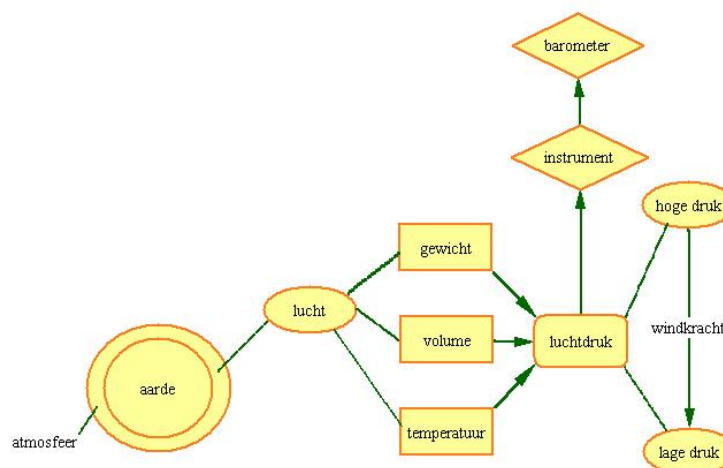 barometer
instrument
hoge druk
gewicht
lucht
volume
luchtdruk
windkracht
aarde
temperatuur
atmosfeer
lage druk